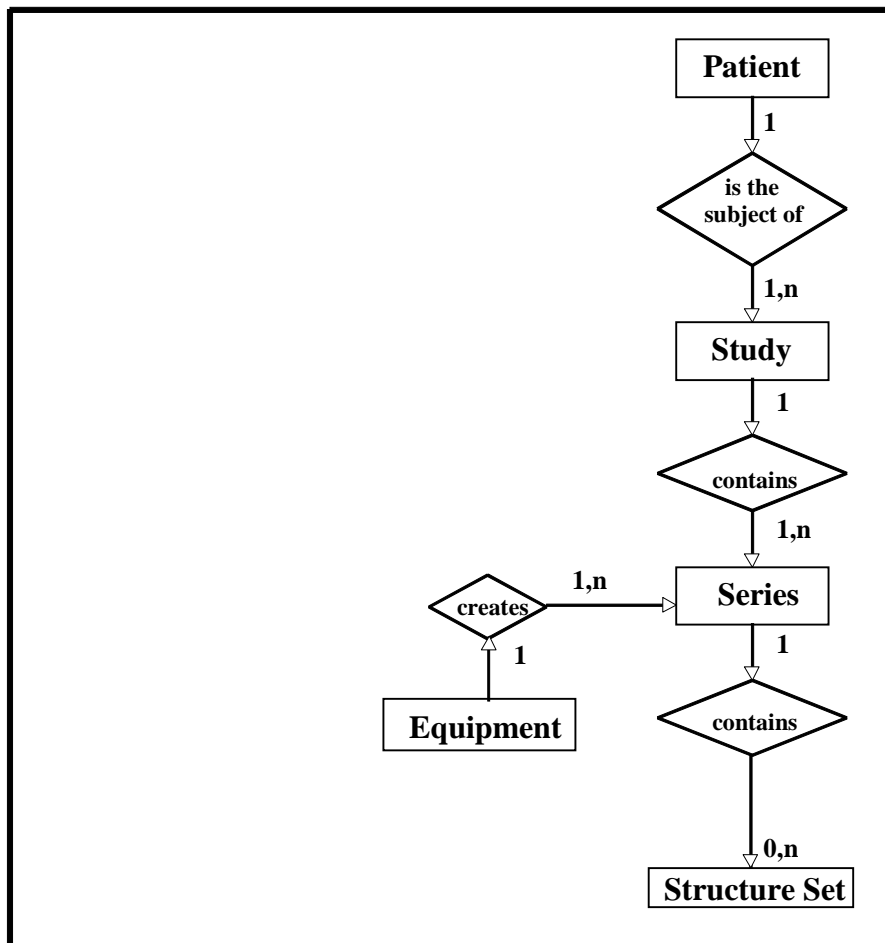 Patient
1
is the
subject of
1,n
Study
1
contains
1,n
1,n
Series
creates
1
1
Equipment
contains
0,n
Structure Set